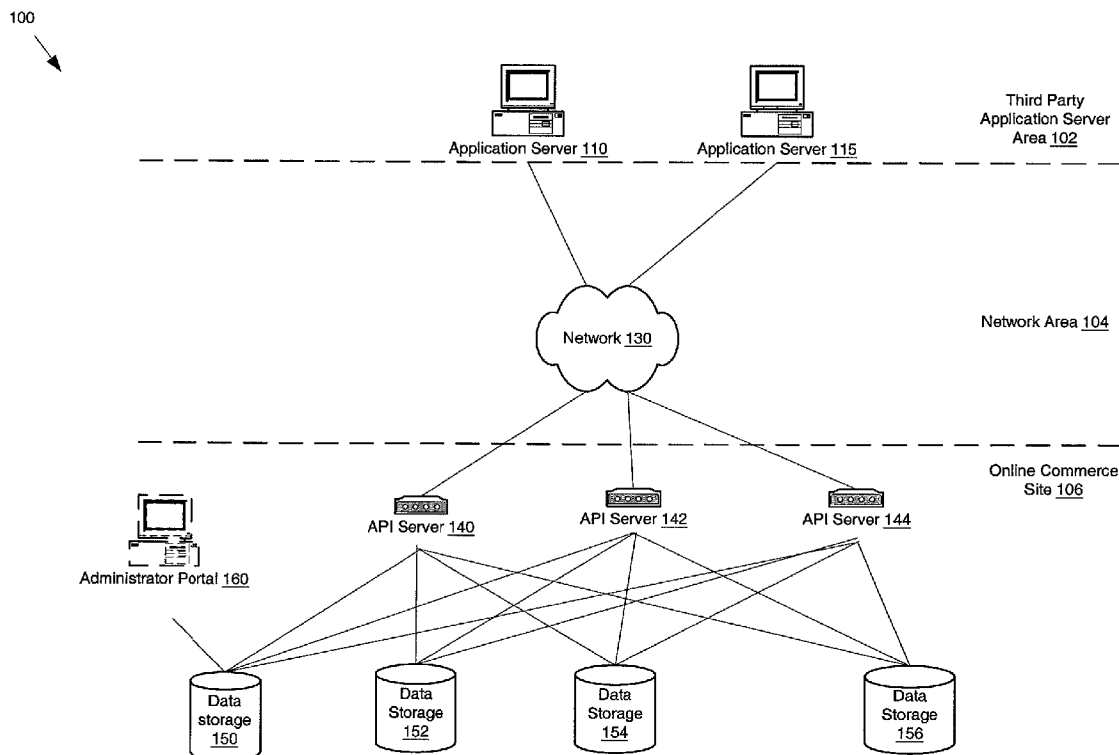 100
Third Party
Application Server
Area 102
Application Server 110
Application Server 115
Network 130
Network Area 104
Online Commerce
Site 106
API Server 140
API Server 142
API Server 144
Administrator Portal 160
Data
storage
150
Data
Storage
152
Data
Storage
154
Data
Storage
156